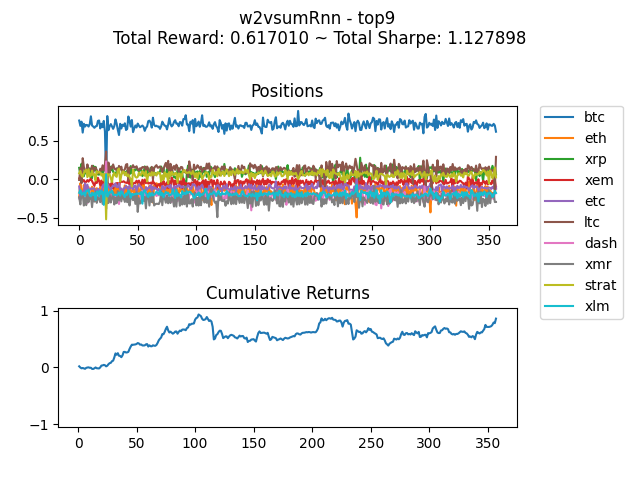 w2vsumRnn - top9
Total Reward: 0.617010 ~ Total Sharpe: 1.127898
Positions
0.5
0.0
−0.5
0 50 100 150 200 250 300 350
btc
eth
xrp
xem
etc
ltc
dash
xmr
strat
xlm
Cumulative Returns
1
0
−1
0 50 100 150 200 250 300 350